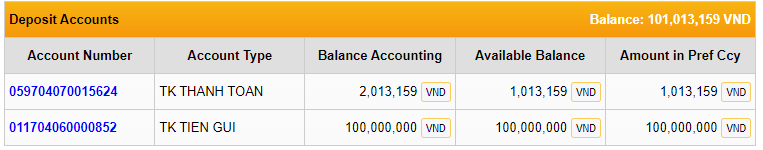 Deposit Accounts Balance: 101,013,159 VND
Account Number Account Type Balance Accounting Available Balance Amount in Pref Ccy
059704070015624 TK THANH TOAN 2,013,159 VND 1,013,159 VND 1,013,159 VND
011704060000852 TK TIEN GUI 100,000,000 VND 100,000,000 VND 100,000,000 VND